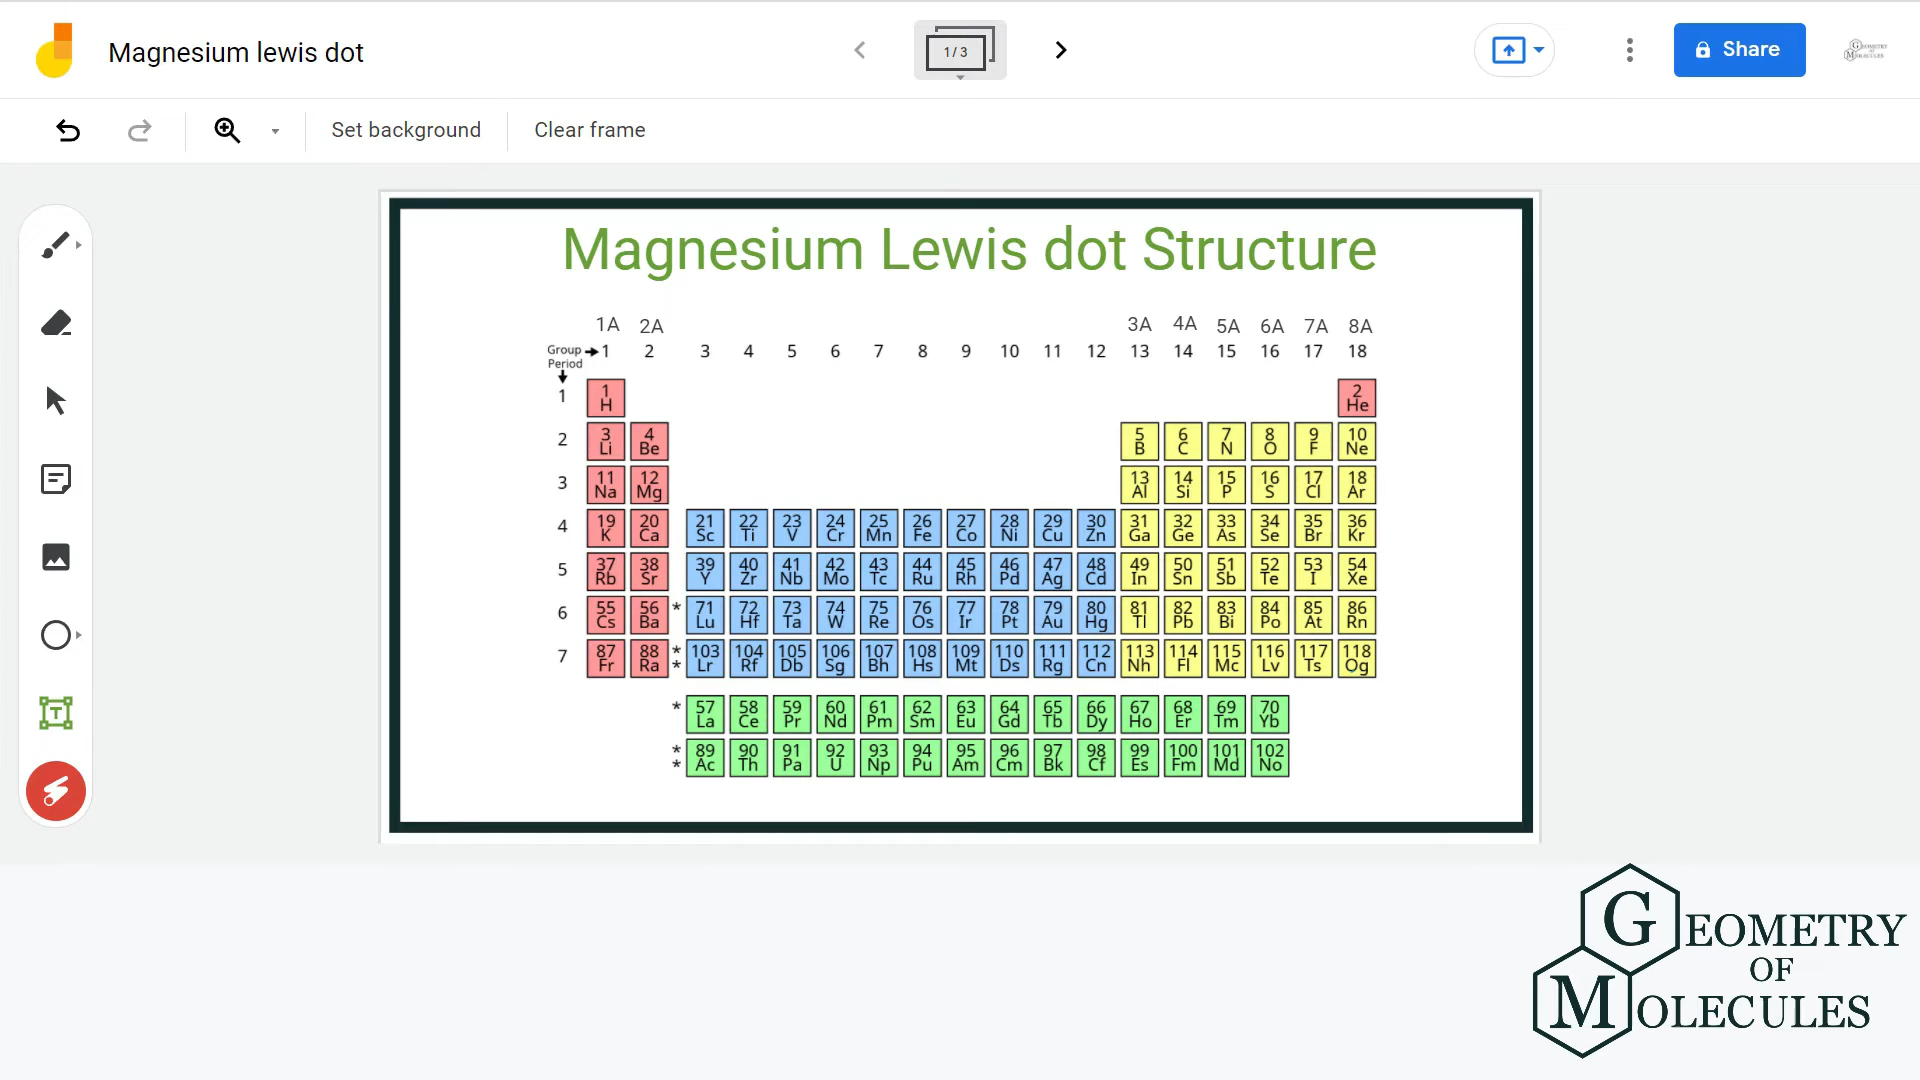 Magnesium lewis dot
1 / 3
Share
GEOMETRY
OF
MOLECULES
Set background
Clear frame
Magnesium Lewis dot Structure
1A 2A 3A 4A 5A 6A 7A 8A
Group → 1 2 3 4 5 6 7 8 9 10 11 12 13 14 15 16 17 18
Period
1
1 2
H He
2
3 4 5 6 7 8 9 10
Li Be B C N O F Ne
3
11 12 13 14 15 16 17 18
Na Mg Al Si P S Cl Ar
4
19 20 21 22 23 24 25 26 27 28 29 30 31 32 33 34 35 36
K Ca Sc Ti V Cr Mn Fe Co Ni Cu Zn Ga Ge As Se Br Kr
5
37 38 39 40 41 42 43 44 45 46 47 48 49 50 51 52 53 54
Rb Sr Y Zr Nb Mo Tc Ru Rh Pd Ag Cd In Sn Sb Te I Xe
6
55 56 * 71 72 73 74 75 76 77 78 79 80 81 82 83 84 85 86
Cs Ba Lu Hf Ta W Re Os Ir Pt Au Hg Tl Pb Bi Po At Rn
7
87 88 * 103 104 105 106 107 108 109 110 111 112 113 114 115 116 117 118
Fr Ra * Lr Rf Db Sg Bh Hs Mt Ds Rg Cn Nh Fl Mc Lv Ts Og
* 57 58 59 60 61 62 63 64 65 66 67 68 69 70
La Ce Pr Nd Pm Sm Eu Gd Tb Dy Ho Er Tm Yb
* 89 90 91 92 93 94 95 96 97 98 99 100 101 102
* Ac Th Pa U Np Pu Am Cm Bk Cf Es Fm Md No
T
GEOMETRY
OF
MOLECULES